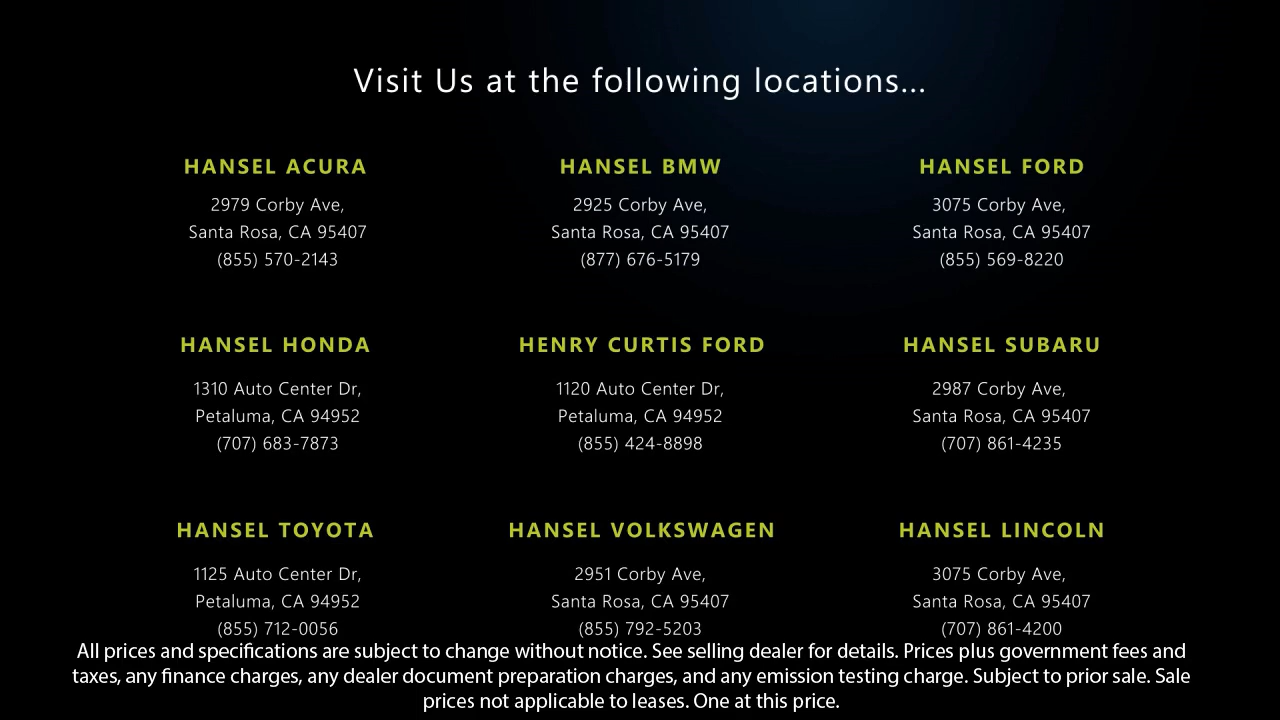 Visit Us at the following locations...
HANSEL ACURA
2979 Corby Ave,
Santa Rosa, CA 95407
(855) 570-2143
HANSEL BMW
2925 Corby Ave,
Santa Rosa, CA 95407
(877) 676-5179
HANSEL FORD
3075 Corby Ave,
Santa Rosa, CA 95407
(855) 569-8220
HANSEL HONDA
1310 Auto Center Dr,
Petaluma, CA 94952
(707) 683-7873
HENRY CURTIS FORD
1120 Auto Center Dr,
Petaluma, CA 94952
(855) 424-8898
HANSEL SUBARU
2987 Corby Ave,
Santa Rosa, CA 95407
(707) 861-4235
HANSEL TOYOTA
1125 Auto Center Dr,
Petaluma, CA 94952
(855) 712-0056
HANSEL VOLKSWAGEN
2951 Corby Ave,
Santa Rosa, CA 95407
(855) 792-5203
HANSEL LINCOLN
3075 Corby Ave,
Santa Rosa, CA 95407
(707) 861-4200
All prices and specifications are subject to change without notice. See selling dealer for details. Prices plus government fees and
taxes, any finance charges, any dealer document preparation charges, and any emission testing charge. Subject to prior sale. Sale
prices not applicable to leases. One at this price.